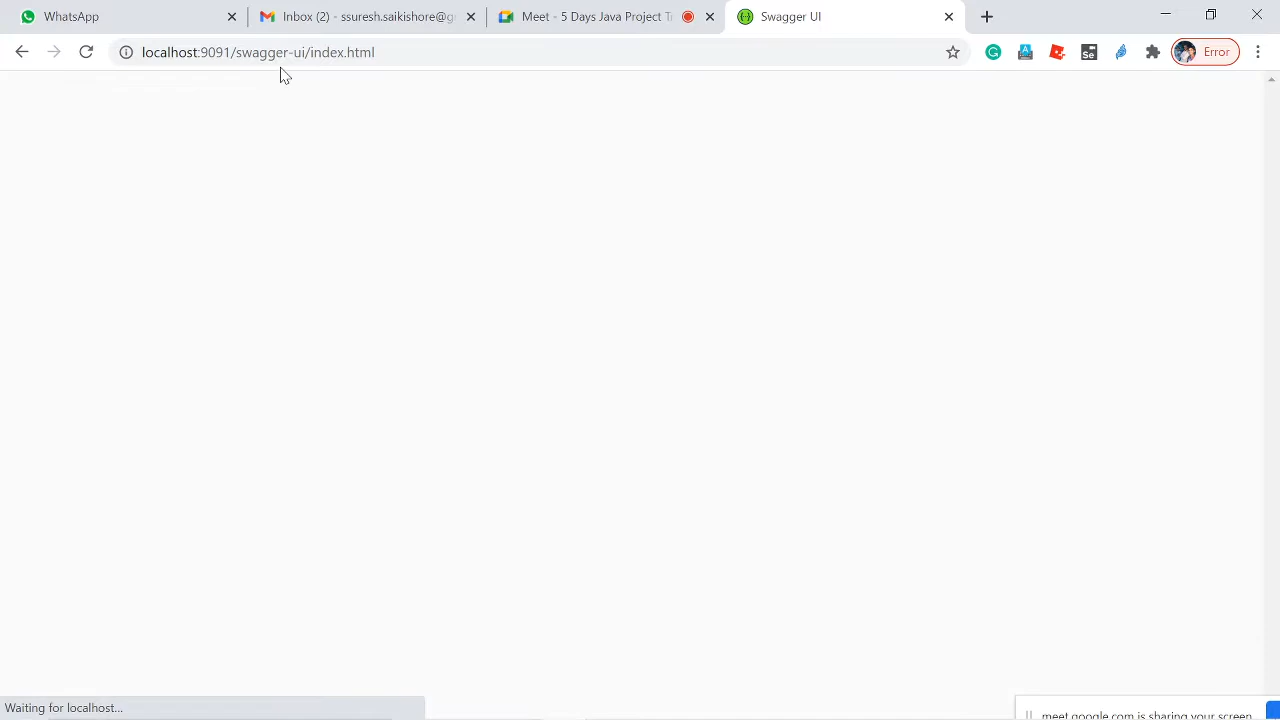 WhatsApp
Inbox (2) - ssuresh.saikishore@g
Meet - 5 Days Java Project T
Swagger UI
localhost:9091/swagger-ui/index.html
Se
Error
Waiting for localhost...
meet.google.com is sharing your screen